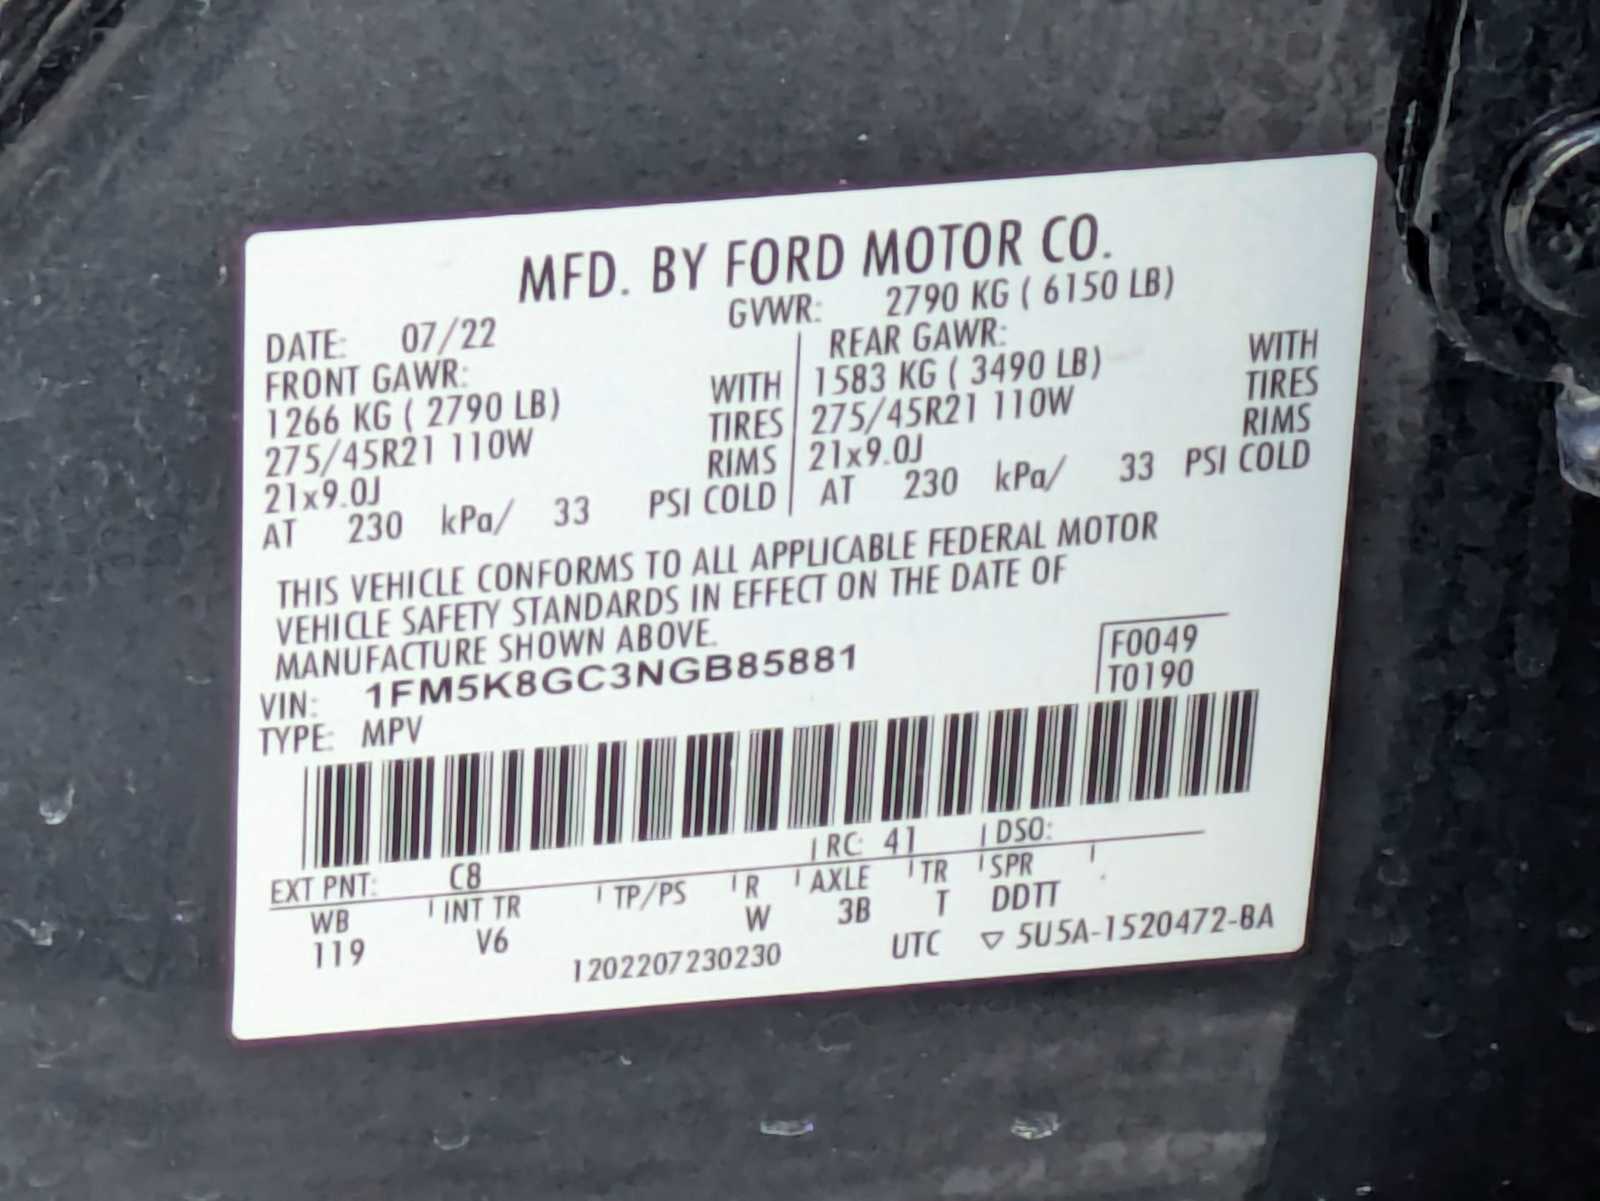 MFD. BY FORD MOTOR CO.
DATE: 07/22 GVWR: 2790 KG ( 6150 LB)
FRONT GAWR: REAR GAWR:
1266 KG ( 2790 LB) WITH 1583 KG ( 3490 LB) WITH
275/45R21 110W TIRES 275/45R21 110W TIRES
21x9.0J RIMS 21x9.0J RIMS
AT 230 kPa/ 33 PSI COLD AT 230 kPa/ 33 PSI COLD
THIS VEHICLE CONFORMS TO ALL APPLICABLE FEDERAL MOTOR
VEHICLE SAFETY STANDARDS IN EFFECT ON THE DATE OF
MANUFACTURE SHOWN ABOVE.
VIN: 1FM5K8GC3NGB85881 F0049
TYPE: MPV T0190
EXT PNT: C8 RC: 41 DSO:
WB INT TR TP/PS R AXLE TR SPR
119 V6 W 3B T DDTT
1202207230230 UTC ▽ 5U5A-1520472-BA